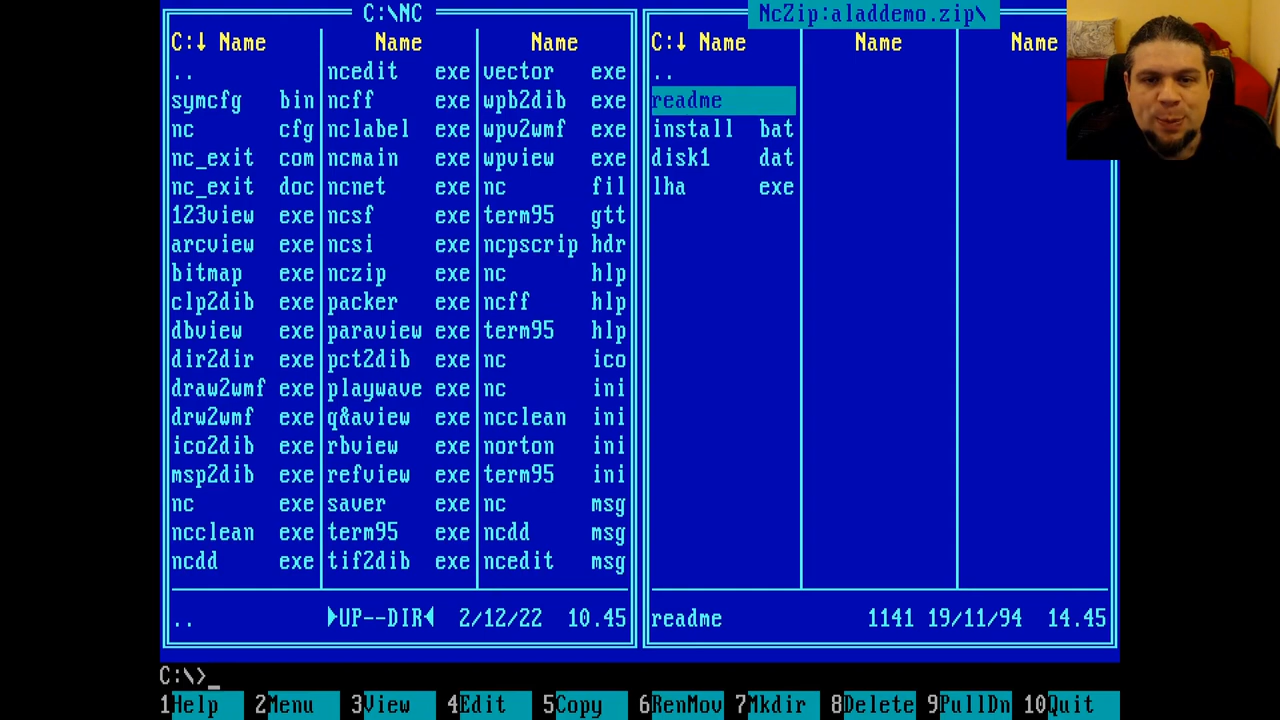 C:\NC
C:↓ Name Name Name
.. ncedit exe vector exe
symcfg bin ncff exe wpb2dib exe
nc cfg nclabel exe wpv2wmf exe
nc_exit com ncmain exe wpview exe
nc_exit doc ncnet exe nc fil
123view exe ncsf exe term95 gtt
arcview exe ncsi exe ncpscrip hdr
bitmap exe nczip exe nc hlp
clp2dib exe packer exe ncff hlp
dbview exe paraview exe term95 hlp
dir2dir exe pct2dib exe nc ico
draw2wmf exe playwave exe nc ini
drw2wmf exe q&aview exe ncclean ini
ico2dib exe rbview exe norton ini
msp2dib exe refview exe term95 ini
nc exe saver exe nc msg
ncclean exe term95 exe ncdd msg
ncdd exe tif2dib exe ncedit msg
.. ►UP--DIR◄ 2/12/22 10.45
NcZip:aladdemo.zip\
C:↓ Name Name Name
..
readme
install bat
disk1 dat
lha exe
readme 1141 19/11/94 14.45
C:\>_
1Help 2Menu 3View 4Edit 5Copy 6RenMov 7Mkdir 8Delete 9PullDn 10Quit